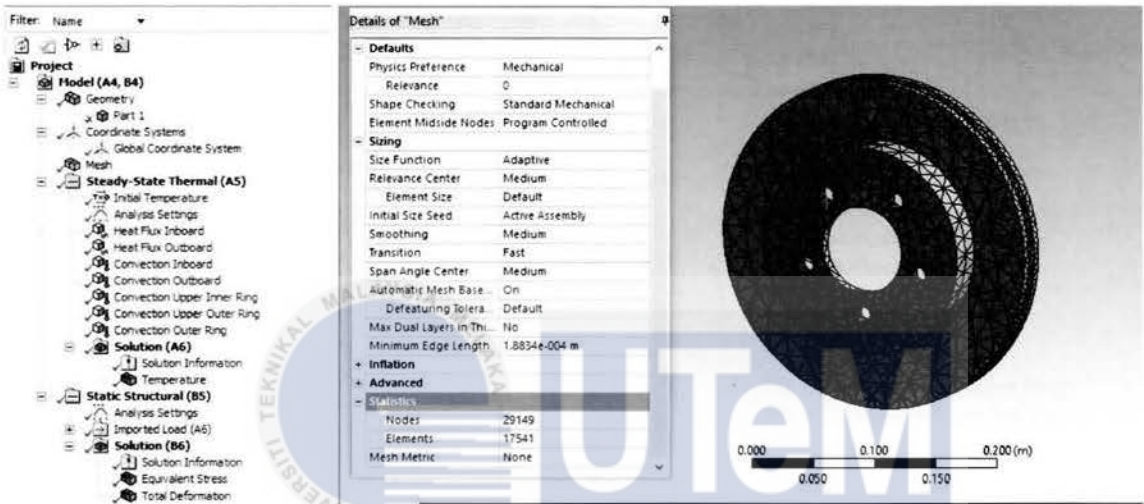 Filter: Name
Project
Model (A4, B4)
Geometry
Part 1
Coordinate Systems
Global Coordinate System
Mesh
Steady-State Thermal (A5)
Initial Temperature
Analysis Settings
Heat Flux Inboard
Heat Flux Outboard
Convection Inboard
Convection Outboard
Convection Upper Inner Ring
Convection Upper Outer Ring
Convection Outer Ring
Solution (A6)
Solution Information
Temperature
Static Structural (B5)
Analysis Settings
Imported Load (A6)
Solution (B6)
Solution Information
Equivalent Stress
Total Deformation
Details of "Mesh"
Defaults
Physics Preference Mechanical
Relevance 0
Shape Checking Standard Mechanical
Element Midside Nodes Program Controlled
Sizing
Size Function Adaptive
Relevance Center Medium
Element Size Default
Initial Size Seed Active Assembly
Smoothing Medium
Transition Fast
Span Angle Center Medium
Automatic Mesh Base... On
Defeaturing Tolera... Default
Max Dual Layers in Thi... No
Minimum Edge Length 1.8834e-004 m
Inflation
Advanced
Statistics
Nodes 29149
Elements 17541
Mesh Metric None
0.000 0.100 0.200 (m)
0.050 0.150
UTeM